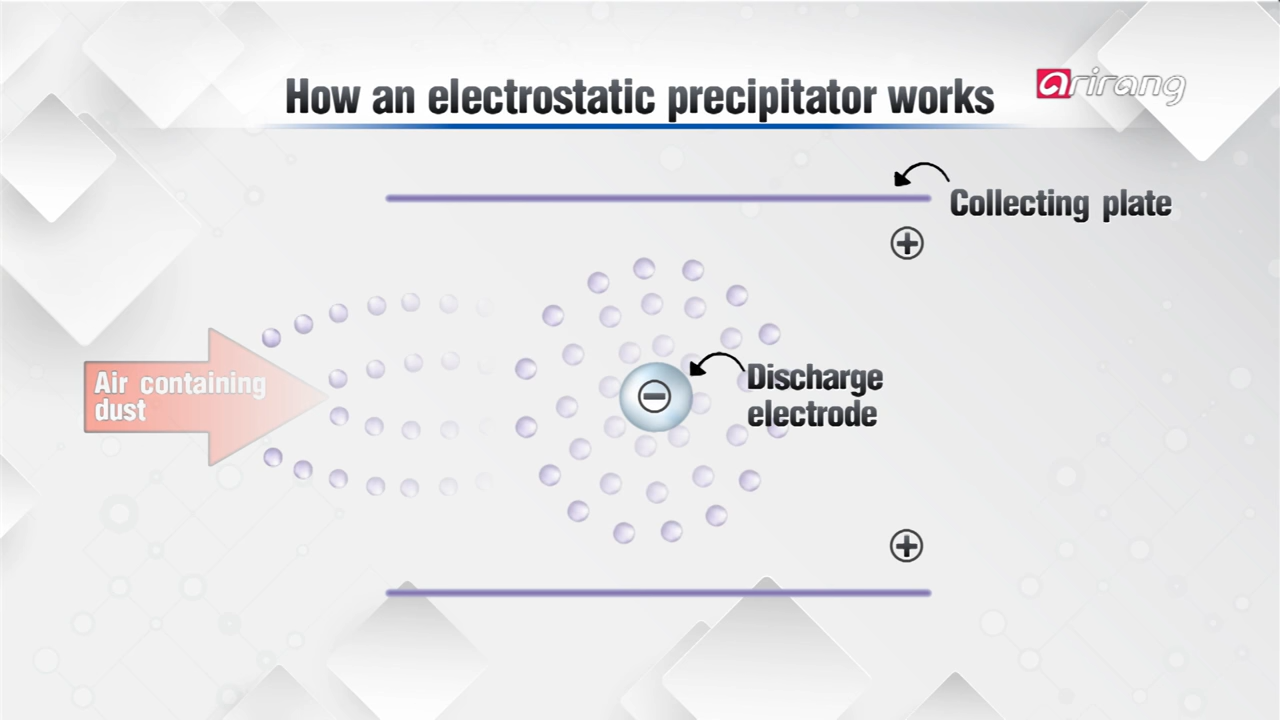 How an electrostatic precipitator works
arirang
Collecting plate
Air containing
dust
Discharge
electrode